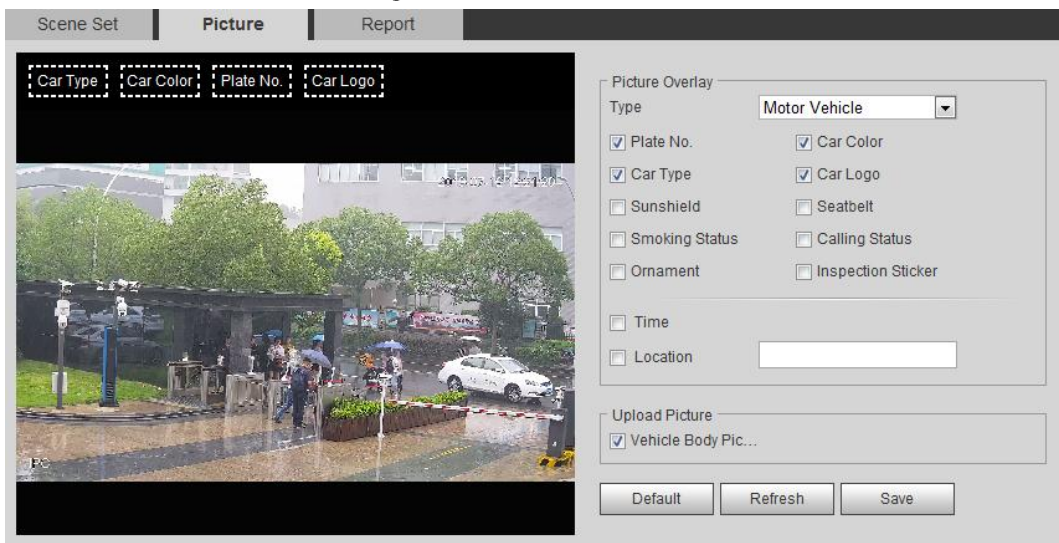 Scene Set Picture Report
Car Type Car Color Plate No. Car Logo
IPC
Picture Overlay
Type Motor Vehicle
Plate No. Car Color
Car Type Car Logo
Sunshield Seatbelt
Smoking Status Calling Status
Ornament Inspection Sticker
Time
Location
Upload Picture
Vehicle Body Pic...
Default Refresh Save